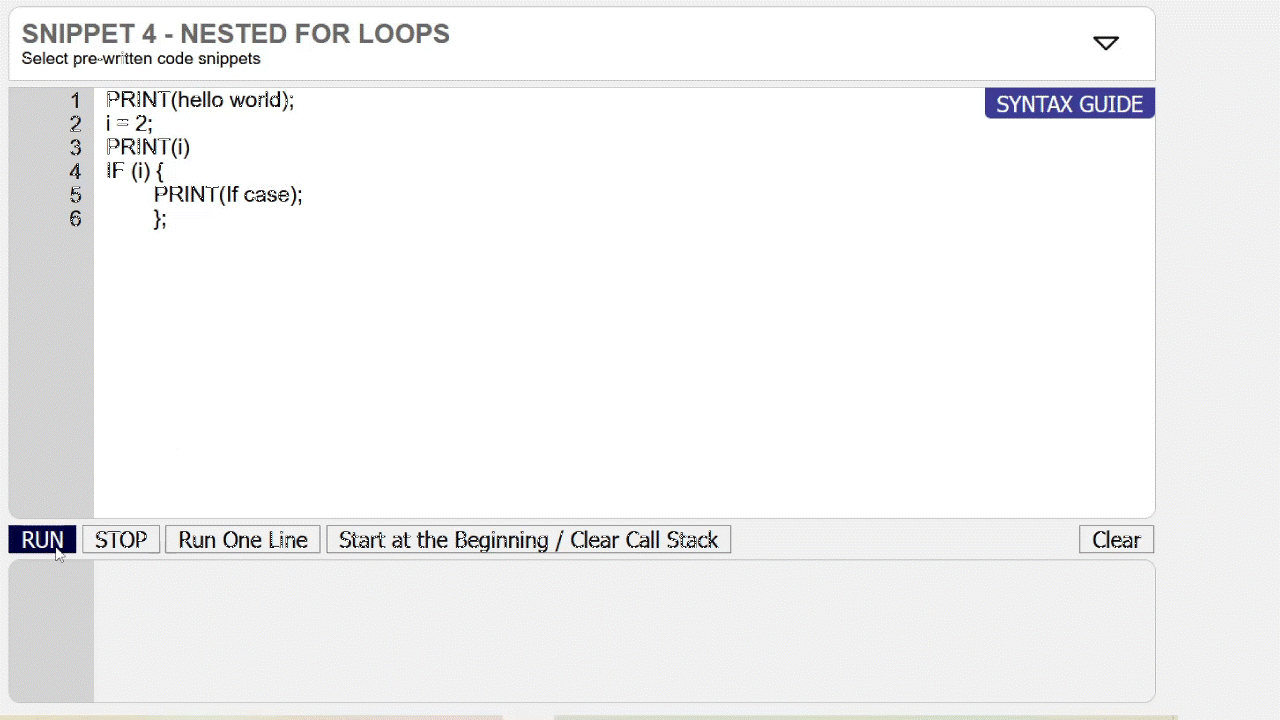 SNIPPET 4 - NESTED FOR LOOPS
Select pre-written code snippets
SYNTAX GUIDE
1 PRINT(hello world);
2 i = 2;
3 PRINT(i)
4 IF (i) {
5 PRINT(If case);
6 };
RUN STOP Run One Line Start at the Beginning / Clear Call Stack Clear